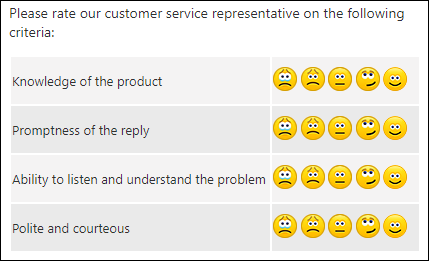 Please rate our customer service representative on the following
criteria:
Knowledge of the product
Promptness of the reply
Ability to listen and understand the problem
Polite and courteous